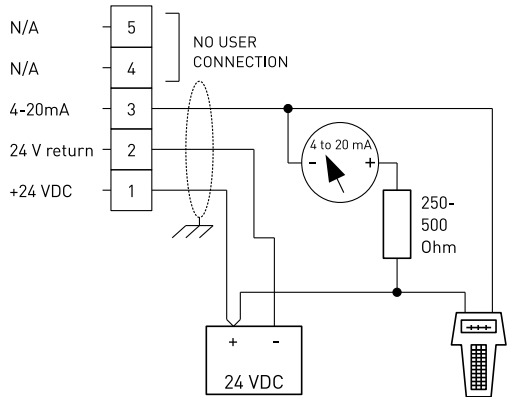 N/A 5
N/A 4
NO USER
CONNECTION
4-20mA 3
24 V return 2
+24 VDC 1
4 to 20 mA
- +
250-
500
Ohm
+ -
24 VDC
+++